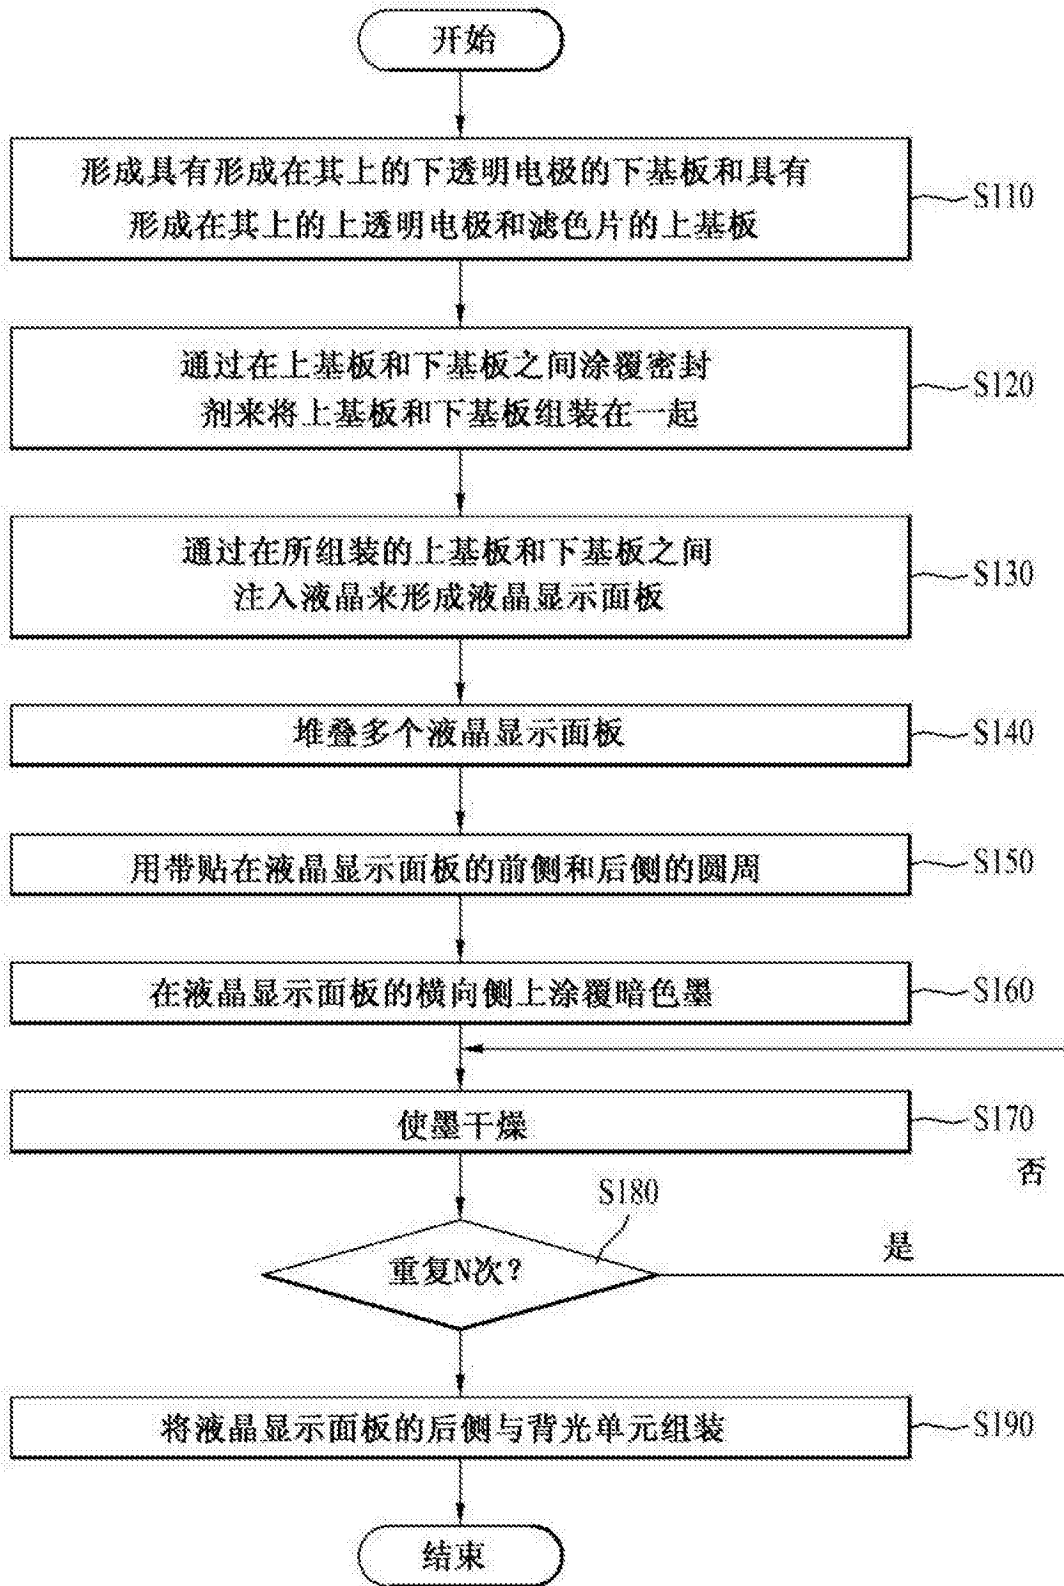 开始
形成具有形成在其上的下透明电极的下基板和具有
形成在其上的上透明电极和滤色片的上基板
S110
通过在上基板和下基板之间涂覆密封
剂来将上基板和下基板组装在一起
S120
通过在所组装的上基板和下基板之间
注入液晶来形成液晶显示面板
S130
堆叠多个液晶显示面板
S140
用带贴在液晶显示面板的前侧和后侧的圆周
S150
在液晶显示面板的横向侧上涂覆暗色墨
S160
使墨干燥
S170
否
S180
重复N次?
是
将液晶显示面板的后侧与背光单元组装
S190
结束